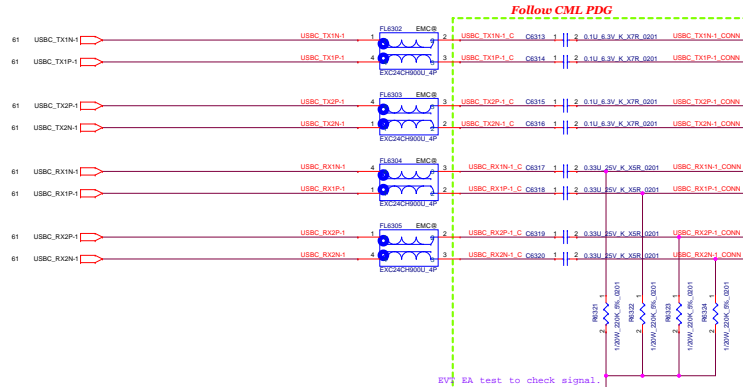 Follow CML PDG
FL6302 EMC@
61 USBC_TX1N-1 USBC_TX1N-1 1 2 USBC_TX1N-1_C C6313 1 2 0.1U_6.3V_K_X7R_0201 USBC_TX1N-1_CONN
61 USBC_TX1P-1 USBC_TX1P-1 4 3 USBC_TX1P-1_C C6314 1 2 0.1U_6.3V_K_X7R_0201 USBC_TX1P-1_CONN
EXC24CH900U_4P
FL6303 EMC@
61 USBC_TX2P-1 USBC_TX2P-1 4 3 USBC_TX2P-1_C C6315 1 2 0.1U_6.3V_K_X7R_0201 USBC_TX2P-1_CONN
61 USBC_TX2N-1 USBC_TX2N-1 1 2 USBC_TX2N-1_C C6316 1 2 0.1U_6.3V_K_X7R_0201 USBC_TX2N-1_CONN
EXC24CH900U_4P
FL6304 EMC@
61 USBC_RX1N-1 USBC_RX1N-1 4 3 USBC_RX1N-1_C C6317 1 2 0.33U_25V_K_X5R_0201 USBC_RX1N-1_CONN
61 USBC_RX1P-1 USBC_RX1P-1 1 2 USBC_RX1P-1_C C6318 1 2 0.33U_25V_K_X5R_0201 USBC_RX1P-1_CONN
EXC24CH900U_4P
FL6305 EMC@
61 USBC_RX2P-1 USBC_RX2P-1 1 2 USBC_RX2P-1_C C6319 1 2 0.33U_25V_K_X5R_0201 USBC_RX2P-1_CONN
61 USBC_RX2N-1 USBC_RX2N-1 4 3 USBC_RX2N-1_C C6320 1 2 0.33U_25V_K_X5R_0201 USBC_RX2N-1_CONN
EXC24CH900U_4P
R6321 1 2 1/20W_220K_5%_0201
R6322 1 2 1/20W_220K_5%_0201
R6323 1 2 1/20W_220K_5%_0201
R6324 1 2 1/20W_220K_5%_0201
EVT EA test to check signal.